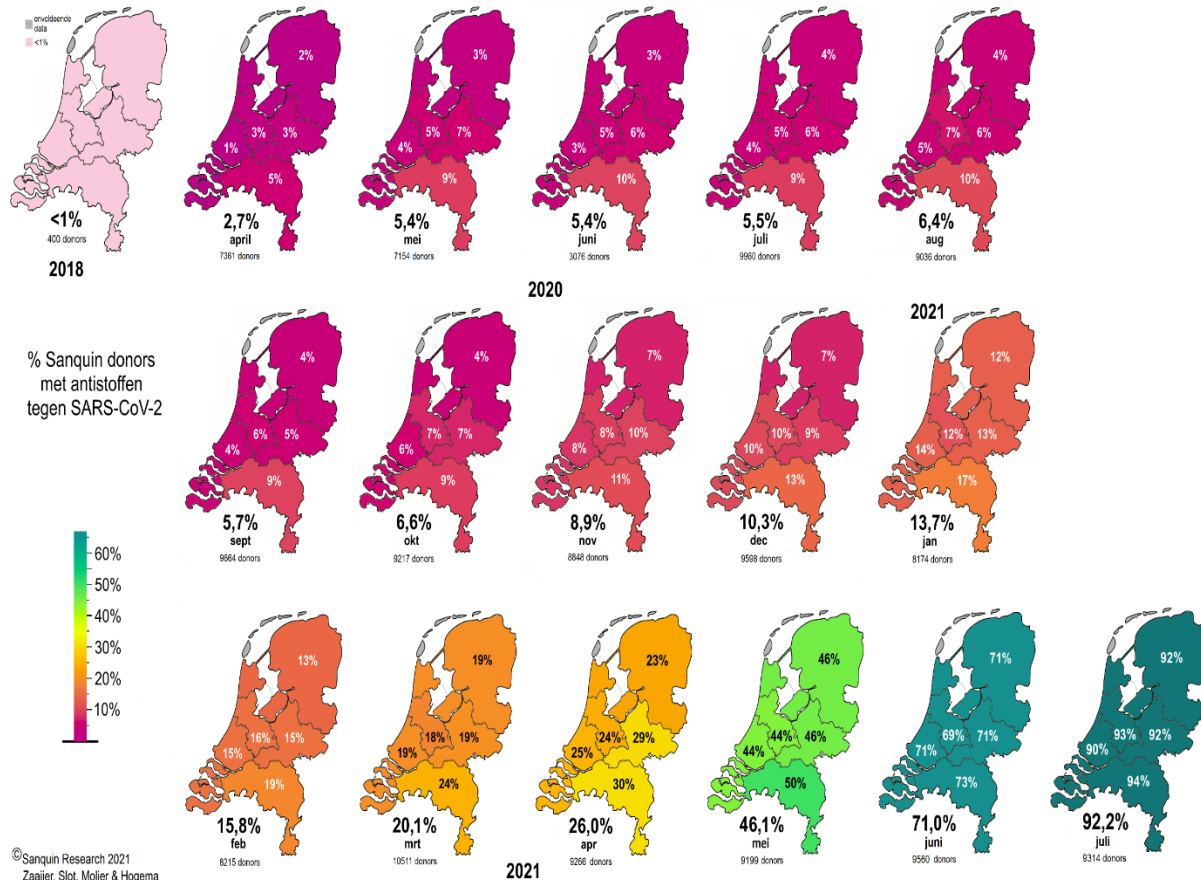 onvoldoende
data
<1%
<1%
400 donors
2018
2%
3%
3%
1%
5%
2,7%
april
7361 donors
3%
5%
7%
4%
9%
5,4%
mei
7154 donors
3%
5%
6%
3%
10%
5,4%
juni
3076 donors
4%
5%
6%
4%
9%
5,5%
juli
9960 donors
4%
7%
6%
5%
10%
6,4%
aug
9036 donors
2020
2021
% Sanquin donors
met antistoffen
tegen SARS-CoV-2
4%
6%
5%
4%
9%
5,7%
sept
9864 donors
4%
7%
7%
6%
9%
6,6%
okt
9217 donors
7%
8%
10%
8%
11%
8,9%
nov
8848 donors
7%
10%
9%
10%
13%
10,3%
dec
9598 donors
12%
12%
13%
14%
17%
13,7%
jan
8174 donors
60%
50%
40%
30%
20%
10%
13%
16%
15%
15%
19%
15,8%
feb
8215 donors
19%
18%
19%
19%
24%
20,1%
mrt
10511 donors
23%
24%
29%
25%
30%
26,0%
apr
9266 donors
46%
44%
46%
44%
50%
46,1%
mei
9199 donors
71%
69%
71%
71%
73%
71,0%
juni
9560 donors
92%
93%
92%
90%
94%
92,2%
juli
9314 donors
2021
©Sanquin Research 2021
Zaaijer, Slot, Molier & Hogema